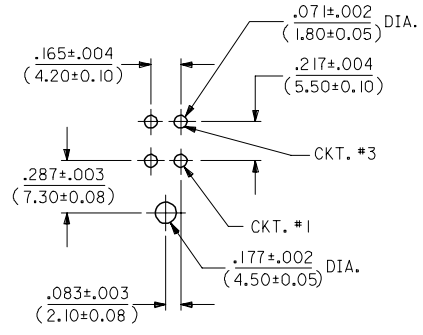 .071±.002 DIA.
(1.80±0.05)
.165±.004
(4.20±0.10)
.217±.004
(5.50±0.10)
CKT. #3
.287±.003
(7.30±0.08)
CKT. #1
.177±.002 DIA.
(4.50±0.05)
.083±.003
(2.10±0.08)